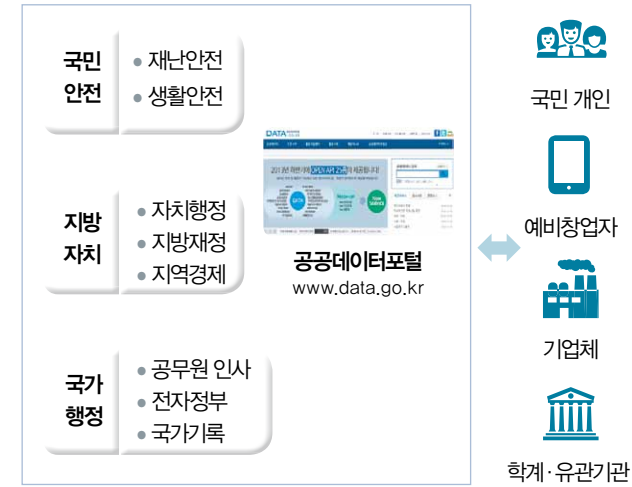 국민
안전
● 재난안전
● 생활안전
지방
자치
● 자치행정
● 지방재정
● 지역경제
국가
행정
● 공무원 인사
● 전자정부
● 국가기록
DATA
공공데이터포털
www.data.go.kr
국민 개인
예비창업자
기업체
학계·유관기관